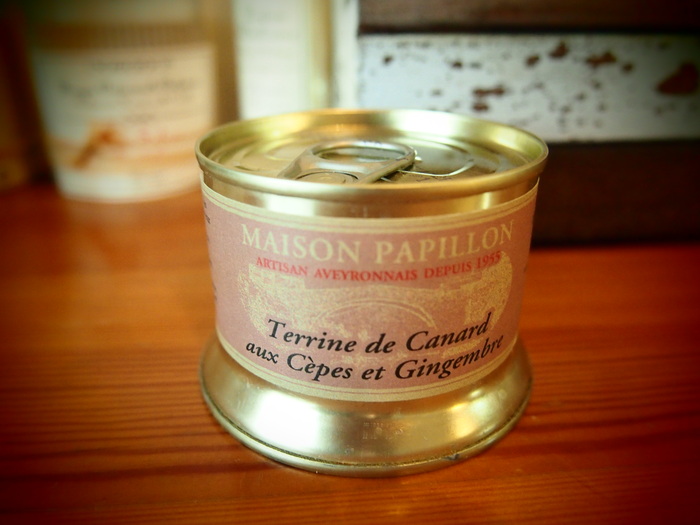 MAISON PAPILLON
ARTISAN AVEYRONNAIS DEPUIS 1955
Terrine de Canard
aux Cèpes et Gingembre